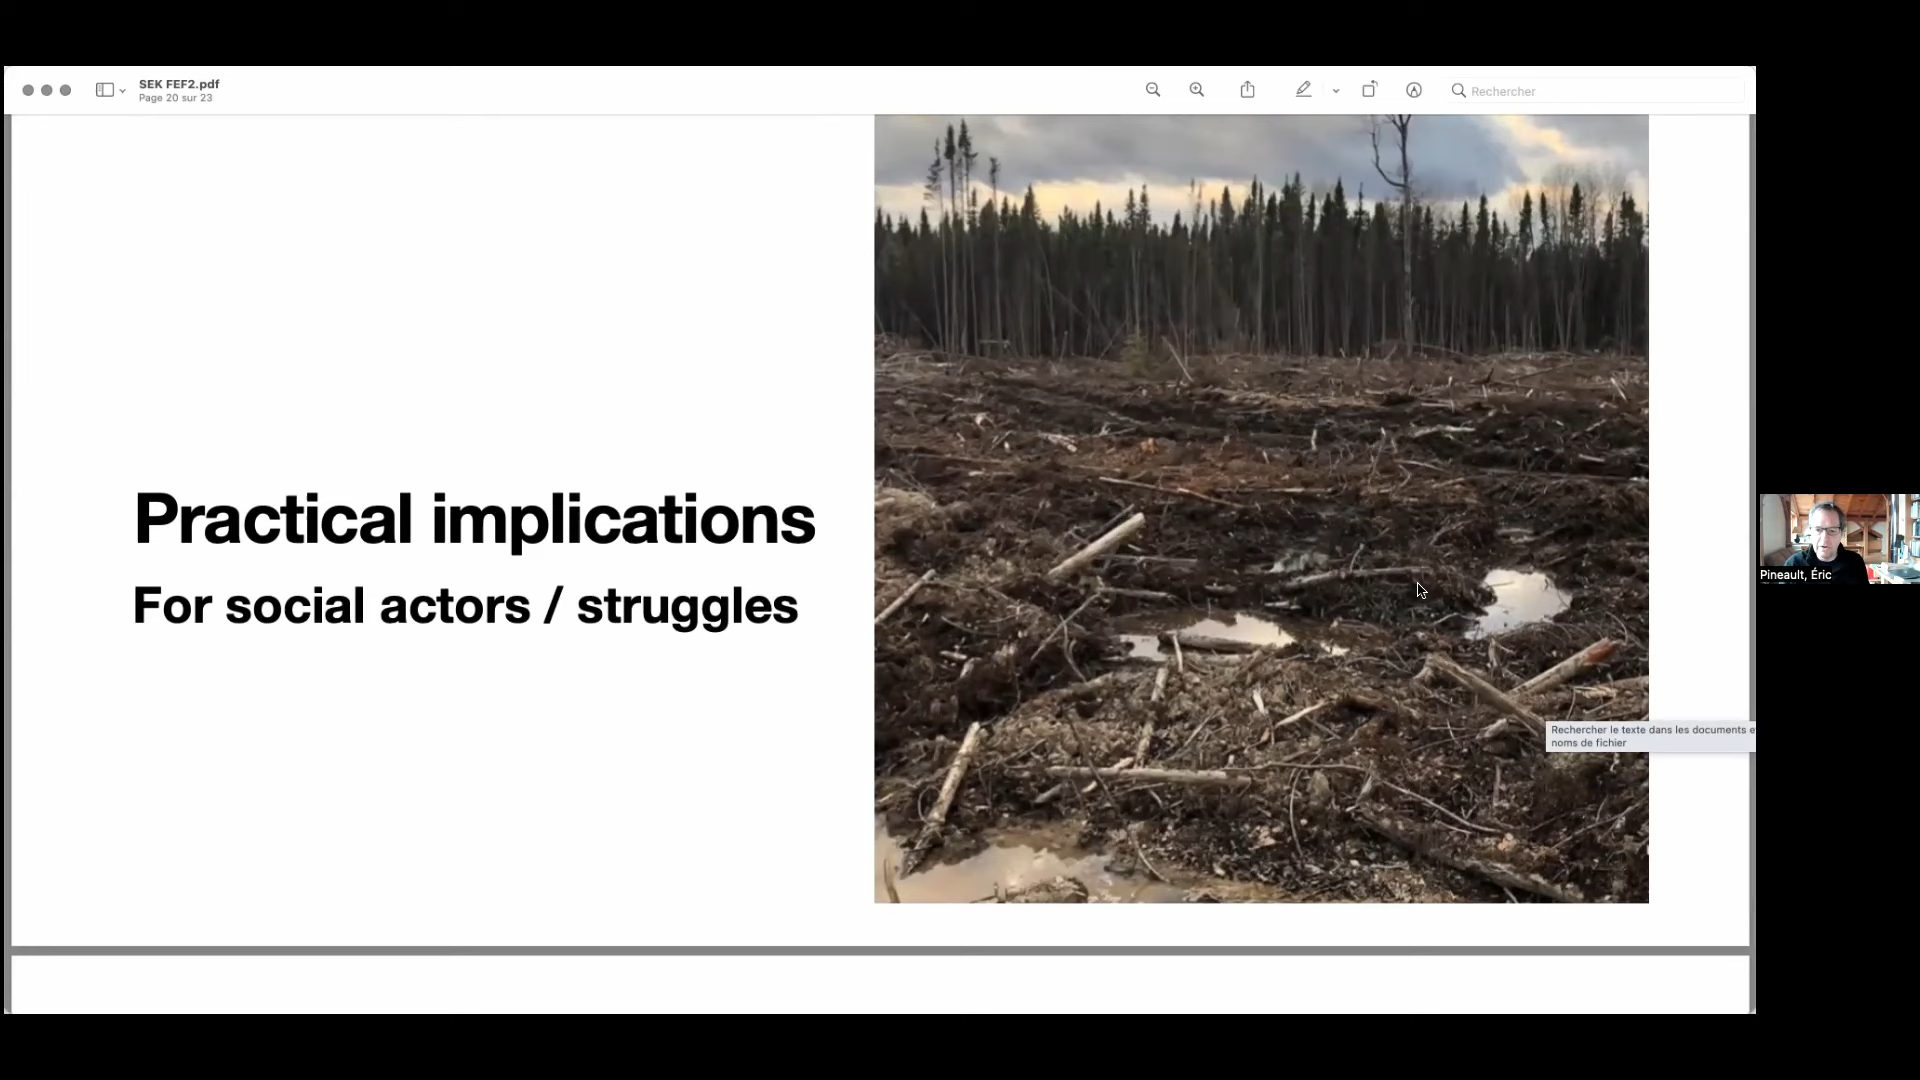 SEK FEF2.pdf
Page 20 sur 23
Rechercher
Practical implications
For social actors / struggles
Pineault, Éric
Rechercher le texte dans les documents e
noms de fichier